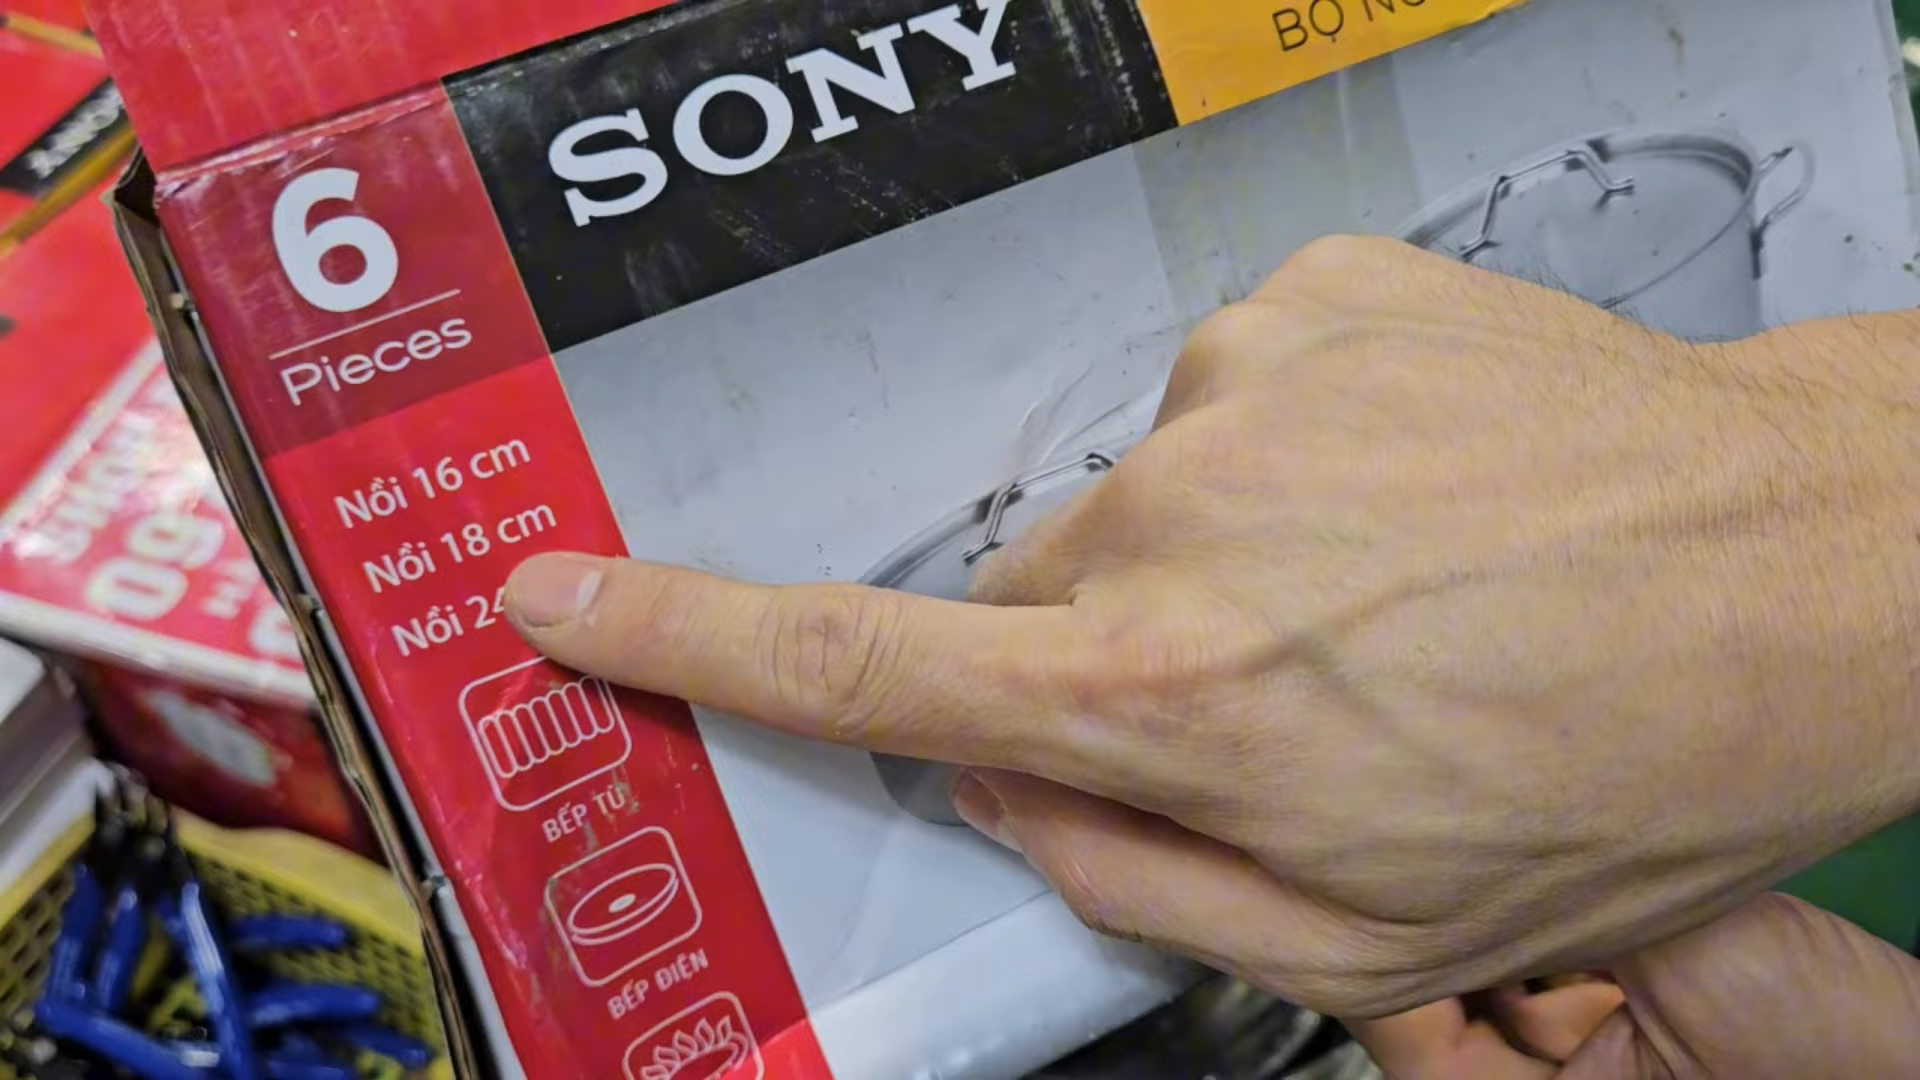 SONY
BỘ
6
Pieces
Nồi 16 cm
Nồi 18 cm
Nồi 24
BẾP TỪ
BẾP ĐIỆN